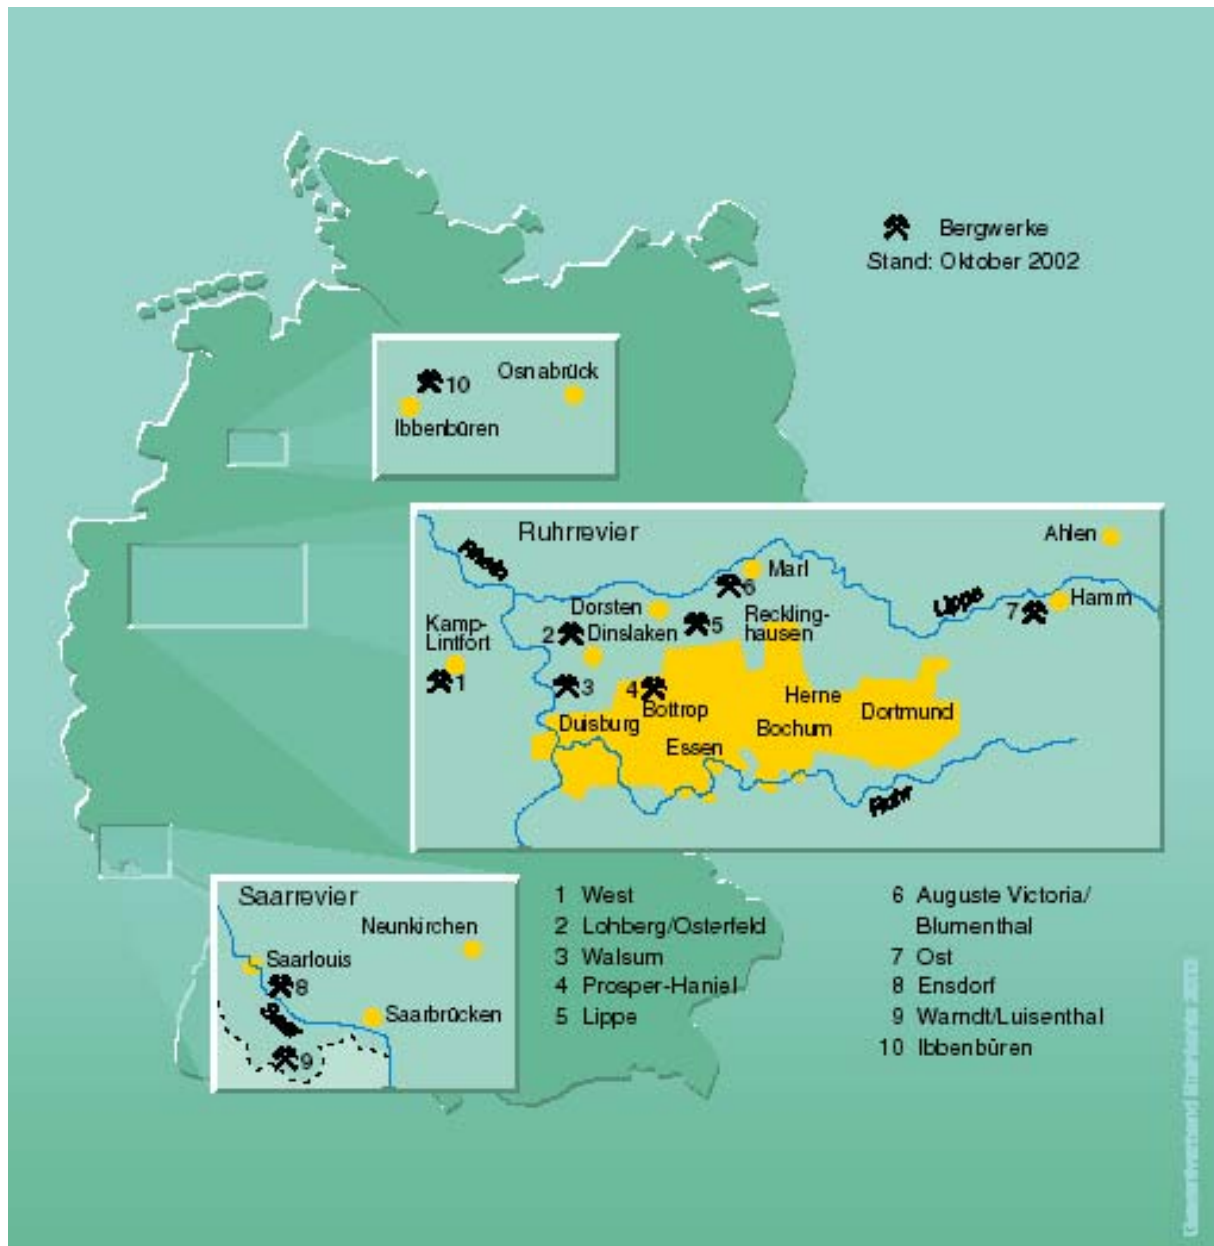 Bergwerke
Stand: Oktober 2002
10
Osnabrück
Ibbenbüren
Ruhrrevier
Ahlen
Rhein
Marl
6
Lippe
Hamm
7
Dorsten
Reckling-
hausen
5
Kamp-
Lintfort
2
Dinslaken
1
3
4
Bottrop
Herne
Dortmund
Duisburg
Bochum
Essen
Ruhr
Saarrevier
Neunkirchen
Saarlouis
8
Saar
Saarbrücken
9
1 West
2 Lohberg/Osterfeld
3 Walsum
4 Prosper-Haniel
5 Lippe
6 Auguste Victoria/
Blumenthal
7 Ost
8 Ensdorf
9 Warndt/Luisenthal
10 Ibbenbüren